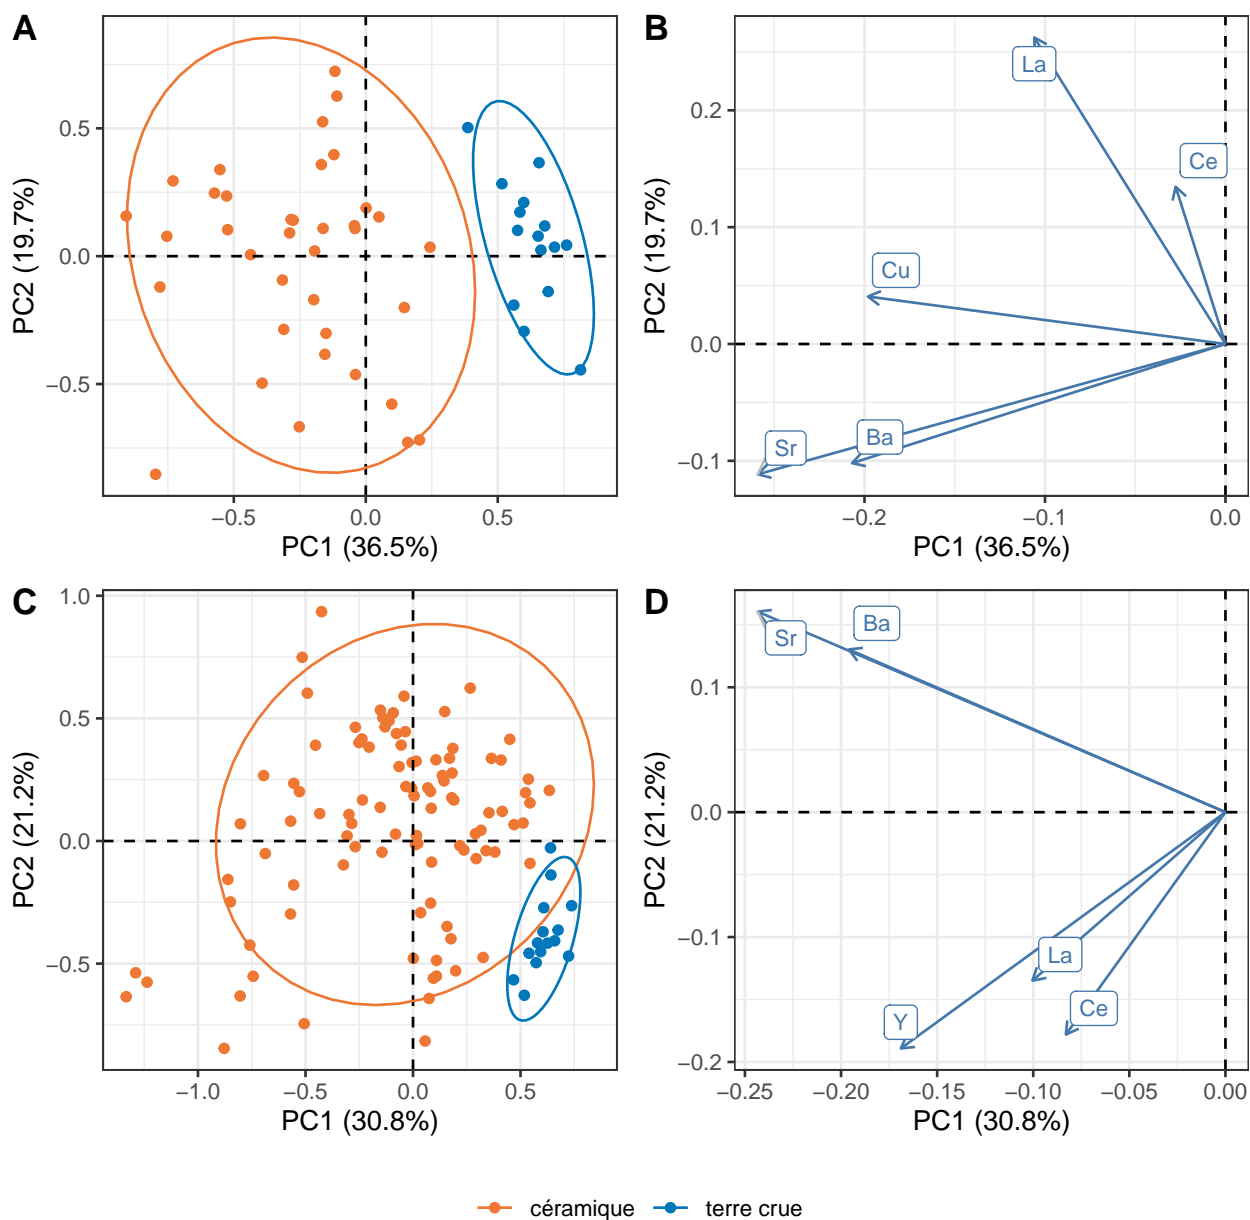 A
PC2 (19.7%)
0.5
0.0
−0.5
−0.5
0.0
0.5
PC1 (36.5%)
B
PC2 (19.7%)
0.2
0.1
0.0
−0.1
La
Ce
Cu
Ba
Sr
−0.2
−0.1
0.0
PC1 (36.5%)
C
PC2 (21.2%)
1.0
0.5
0.0
−0.5
−1.0
−0.5
0.0
0.5
PC1 (30.8%)
D
PC2 (21.2%)
0.1
0.0
−0.1
−0.2
Sr
Ba
La
Ce
Y
−0.25
−0.20
−0.15
−0.10
−0.05
0.00
PC1 (30.8%)
céramique
terre crue